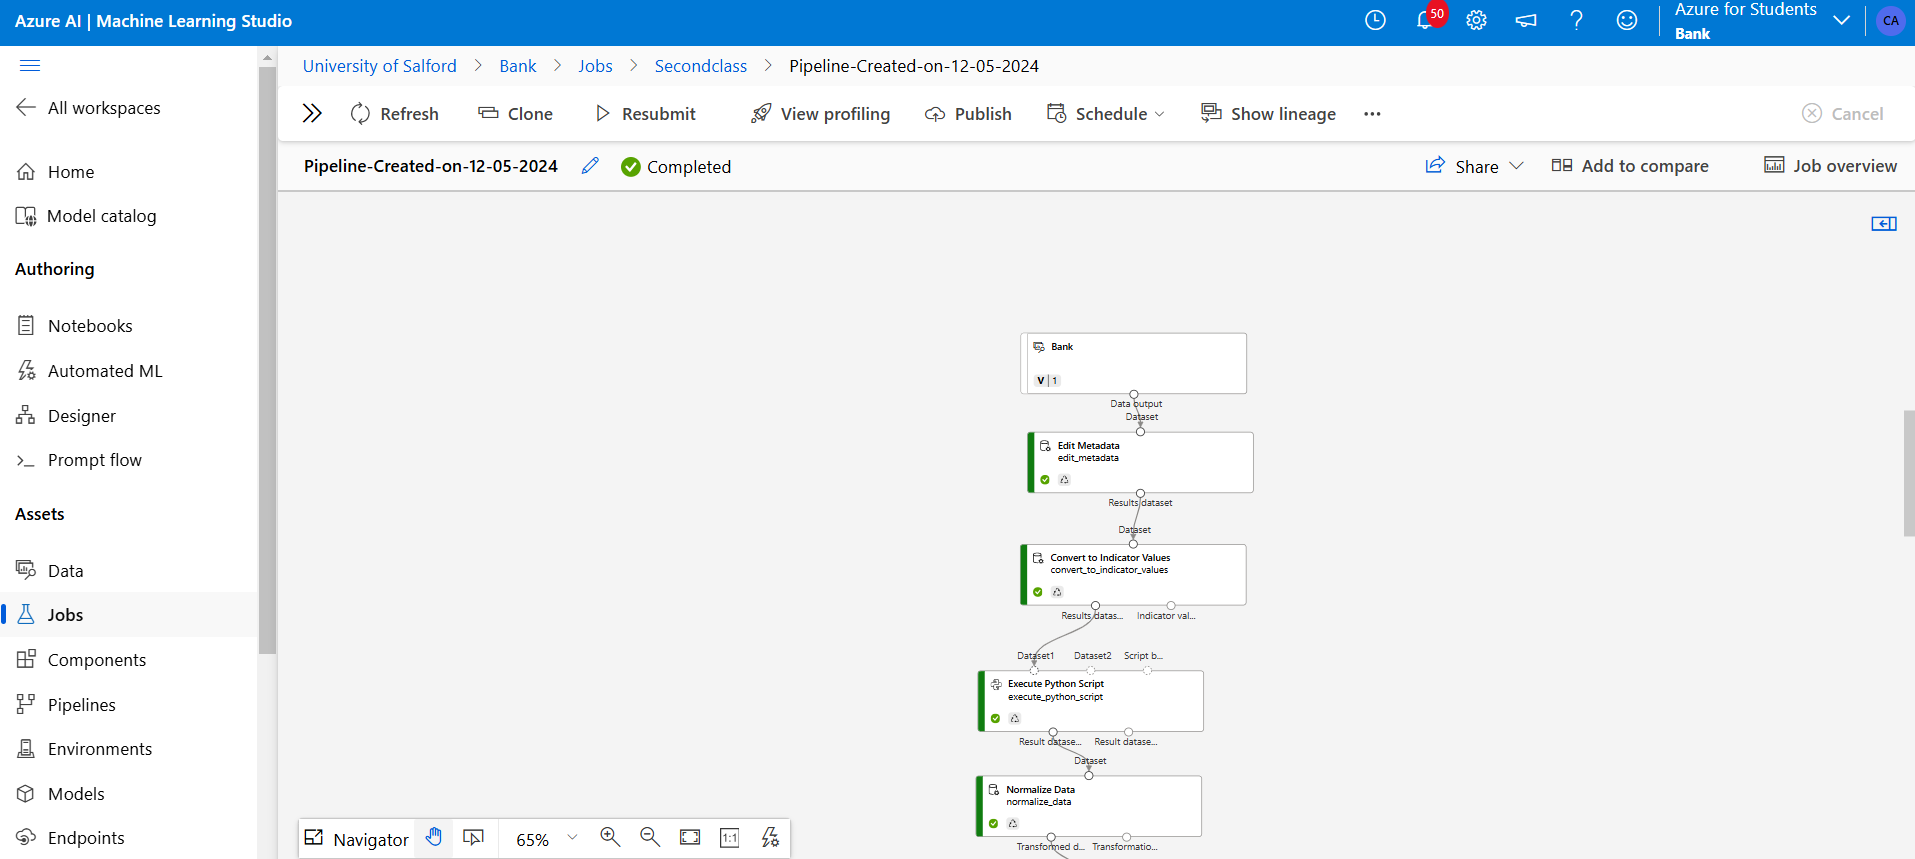 Azure AI | Machine Learning Studio
50
Azure for Students
Bank
CA
All workspaces
Home
Model catalog
Authoring
Notebooks
Automated ML
Designer
Prompt flow
Assets
Data
Jobs
Components
Pipelines
Environments
Models
Endpoints
University of Salford > Bank > Jobs > Secondclass > Pipeline-Created-on-12-05-2024
Refresh Clone Resubmit View profiling Publish Schedule Show lineage ... Cancel
Pipeline-Created-on-12-05-2024 Completed Share Add to compare Job overview
Bank
V | 1
Data output
Dataset
Edit Metadata
edit_metadata
Results dataset
Dataset
Convert to Indicator Values
convert_to_indicator_values
Results datas... Indicator val...
Dataset1 Dataset2 Script b...
Execute Python Script
execute_python_script
Result datase... Result datase...
Dataset
Normalize Data
normalize_data
Transformed d... Transformatio...
Navigator 65% 1:1